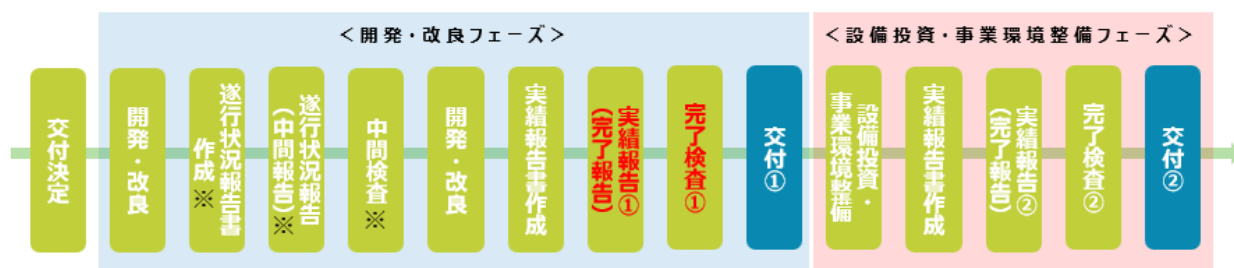 ＜開発・改良フェーズ＞
＜設備投資・事業環境整備フェーズ＞
交付決定
開発・改良
遂行状況報告書
作成※
遂行状況報告
（中間報告）※
中間検査※
開発・改良
実績報告書作成
実績報告①
（完了報告）
完了検査①
交付①
設備投資・
事業環境整備
実績報告書作成
実績報告②
（完了報告）
完了検査②
交付②